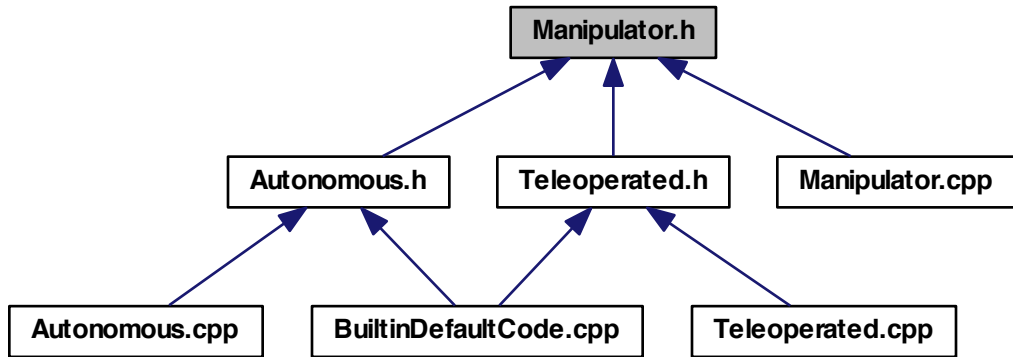 Manipulator.h
Autonomous.h
Teleoperated.h
Manipulator.cpp
Autonomous.cpp
BuiltinDefaultCode.cpp
Teleoperated.cpp